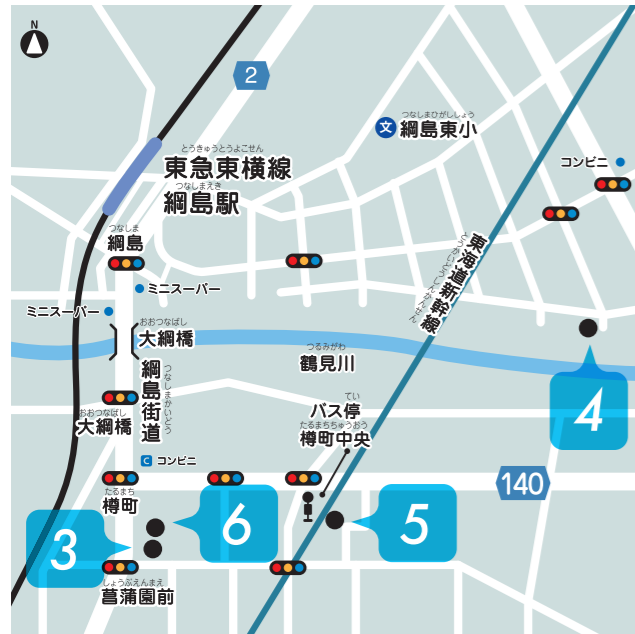 N
2
つなしまひがししょう
文 綱島東小
コンビニ
とうきゅうとうよこせん
東急東横線
つなしまえき
綱島駅
つなしま
綱島
ミニスーパー
ミニスーパー
おおつなばし
大綱橋
東海道新幹線
とうかいどうしんかんせん
つるみがわ
鶴見川
4
綱島街道
つなしまかいどう
おおつなばし
大綱橋
てい
バス停
たるまちちゅうおう
樽町中央
C コンビニ
140
たるまち
樽町
6
5
3
しょうぶえんまえ
菖蒲園前